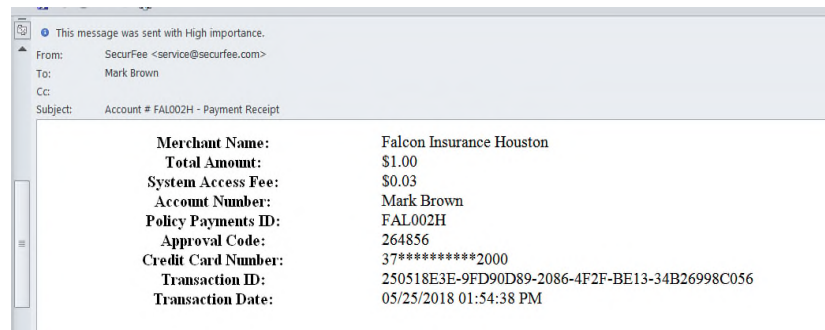 This message was sent with High importance.
From: SecurFee <service@securfee.com>
To: Mark Brown
Cc:
Subject: Account # FAL002H - Payment Receipt
Merchant Name: Falcon Insurance Houston
Total Amount: $1.00
System Access Fee: $0.03
Account Number: Mark Brown
Policy Payments ID: FAL002H
Approval Code: 264856
Credit Card Number: 37**********2000
Transaction ID: 250518E3E-9FD90D89-2086-4F2F-BE13-34B26998C056
Transaction Date: 05/25/2018 01:54:38 PM